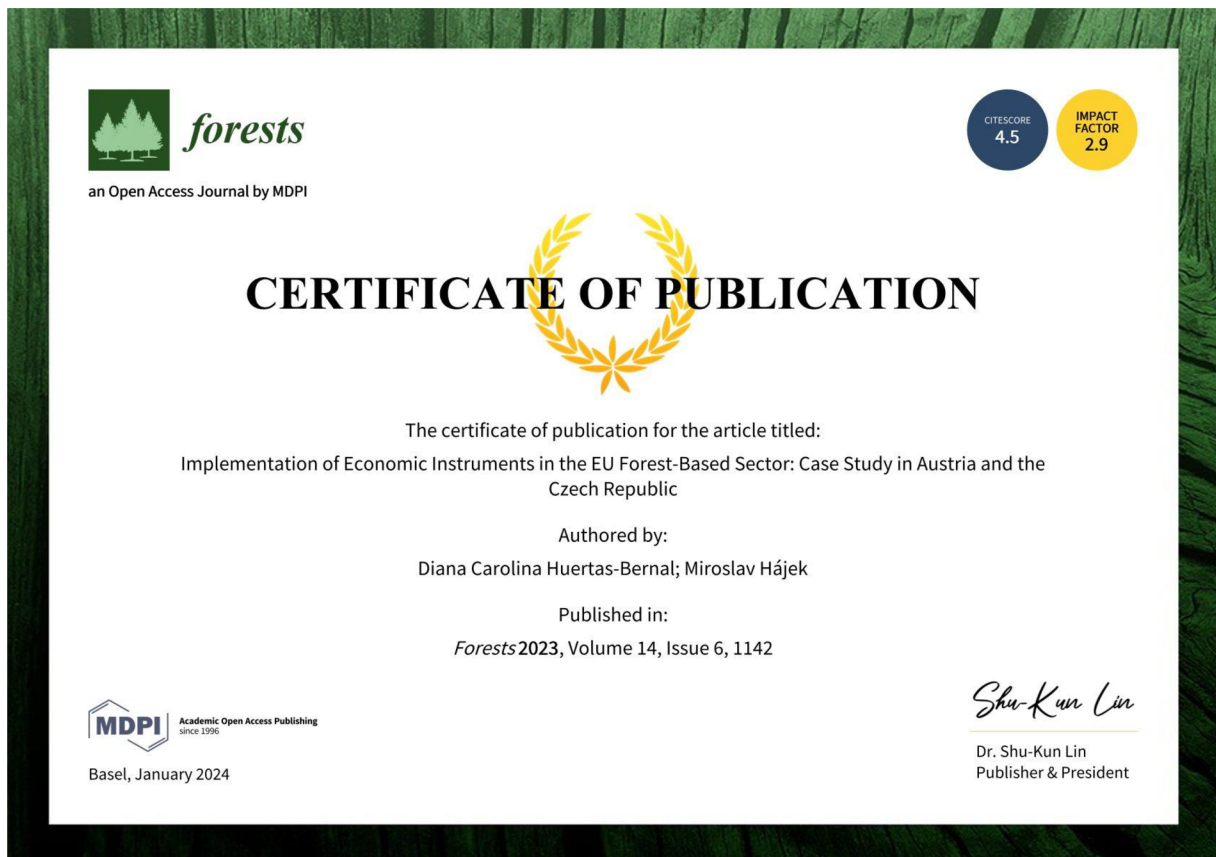 forests
an Open Access Journal by MDPI
CITESCORE
4.5
IMPACT
FACTOR
2.9
CERTIFICATE OF PUBLICATION
The certificate of publication for the article titled:
Implementation of Economic Instruments in the EU Forest-Based Sector: Case Study in Austria and the
Czech Republic
Authored by:
Diana Carolina Huertas-Bernal; Miroslav Hájek
Published in:
Forests 2023, Volume 14, Issue 6, 1142
MDPI
Academic Open Access Publishing
since 1996
Basel, January 2024
Shu-Kun Lin
Dr. Shu-Kun Lin
Publisher & President